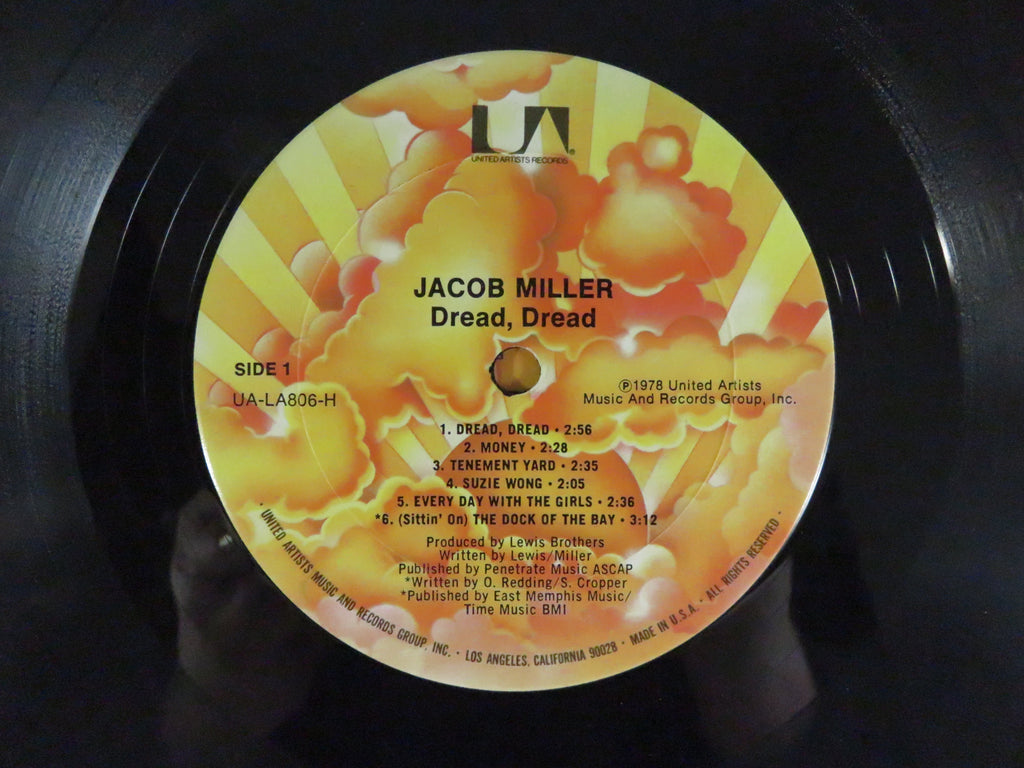 UA®
UNITED ARTISTS RECORDS
JACOB MILLER
Dread, Dread
SIDE 1
UA-LA806-H
℗1978 United Artists
Music And Records Group, Inc.
1. DREAD, DREAD • 2:56
2. MONEY • 2:28
3. TENEMENT YARD • 2:35
4. SUZIE WONG • 2:05
5. EVERY DAY WITH THE GIRLS • 2:36
*6. (Sittin' On) THE DOCK OF THE BAY • 3:12
Produced by Lewis Brothers
Written by Lewis/Miller
Published by Penetrate Music ASCAP
*Written by O. Redding/S. Cropper
*Published by East Memphis Music/
Time Music BMI
• UNITED ARTISTS MUSIC AND RECORDS GROUP, INC. • LOS ANGELES, CALIFORNIA 90028 • MADE IN U.S.A. • ALL RIGHTS RESERVED •